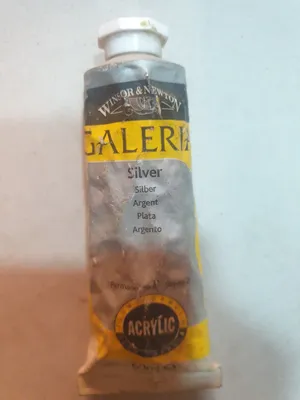 WINSOR & NEWTON
GALERIA
Silver
Silber
Argent
Plata
Argento
ACRYLIC